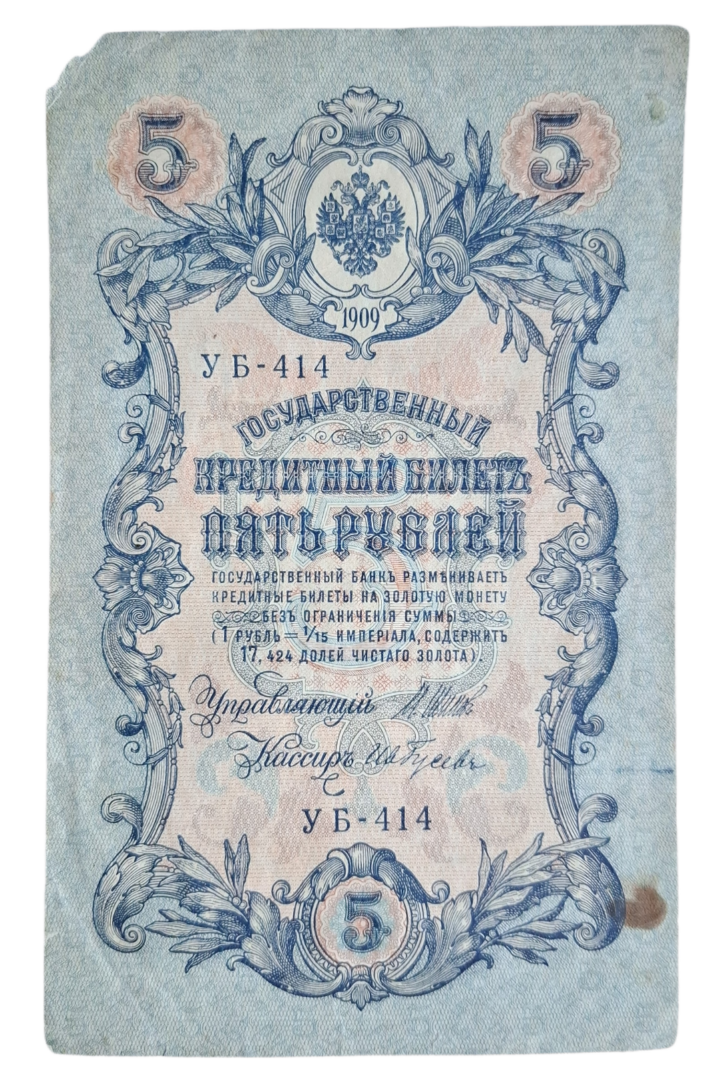 5 5
1909
УБ-414
ГОСУДАРСТВЕННЫЙ
КРЕДИТНЫЙ БИЛЕТЪ
ПЯТЬ РУБЛЕЙ
ГОСУДАРСТВЕННЫЙ БАНКЪ РАЗМѢНИВАЕТЪ
КРЕДИТНЫЕ БИЛЕТЫ НА ЗОЛОТУЮ МОНЕТУ
БЕЗЪ ОГРАНИЧЕНІЯ СУММЫ
(1 РУБЛЬ = 1/15 ИМПЕРІАЛА, СОДЕРЖИТЪ
17,424 ДОЛЕЙ ЧИСТАГО ЗОЛОТА).
Управляющій
Кассиръ Гусевъ
УБ-414
5